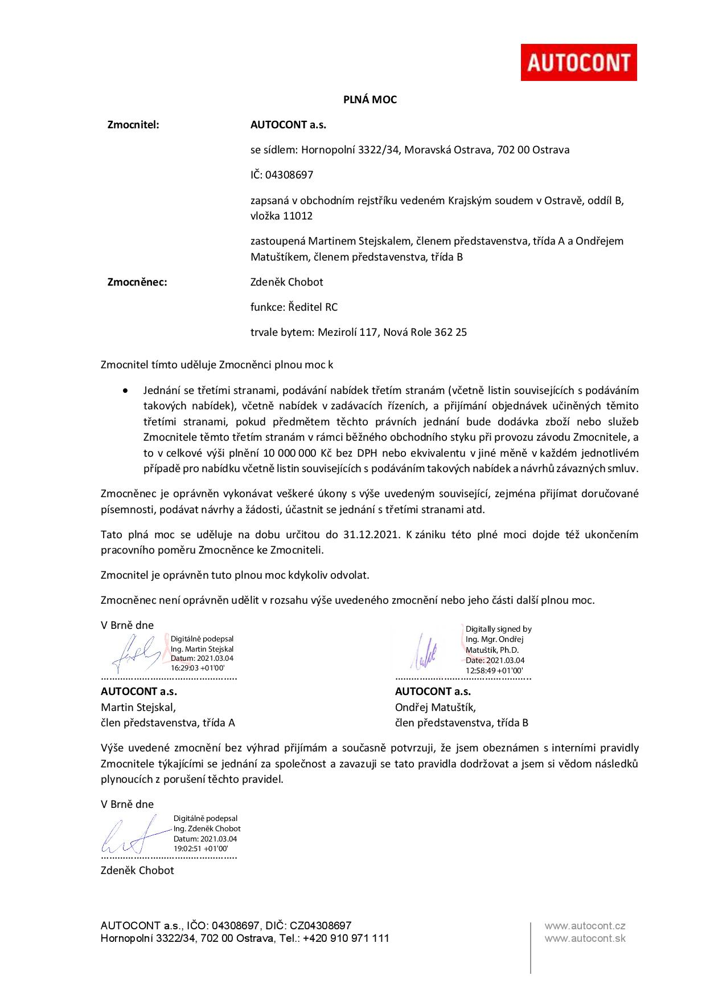 AUTOCONT
PLNÁ MOC
Zmocnitel: AUTOCONT a.s.
se sídlem: Hornopolní 3322/34, Moravská Ostrava, 702 00 Ostrava
IČ: 04308697
zapsaná v obchodním rejstříku vedeném Krajským soudem v Ostravě, oddíl B,
vložka 11012
zastoupená Martinem Stejskalem, členem představenstva, třída A a Ondřejem
Matuštíkem, členem představenstva, třída B
Zmocněnec: Zdeněk Chobot
funkce: Ředitel RC
trvale bytem: Mezirolí 117, Nová Role 362 25
Zmocnitel tímto uděluje Zmocněnci plnou moc k
• Jednání se třetími stranami, podávání nabídek třetím stranám (včetně listin souvisejících s podáváním
takových nabídek), včetně nabídek v zadávacích řízeních, a přijímání objednávek učiněných těmito
třetími stranami, pokud předmětem těchto právních jednání bude dodávka zboží nebo služeb
Zmocnitele těmto třetím stranám v rámci běžného obchodního styku při provozu závodu Zmocnitele, a
to v celkové výši plnění 10 000 000 Kč bez DPH nebo ekvivalentu v jiné měně v každém jednotlivém
případě pro nabídku včetně listin souvisejících s podáváním takových nabídek a návrhů závazných smluv.
Zmocněnec je oprávněn vykonávat veškeré úkony s výše uvedeným související, zejména přijímat doručované
písemnosti, podávat návrhy a žádosti, účastnit se jednání s třetími stranami atd.
Tato plná moc se uděluje na dobu určitou do 31.12.2021. K zániku této plné moci dojde též ukončením
pracovního poměru Zmocněnce ke Zmocniteli.
Zmocnitel je oprávněn tuto plnou moc kdykoliv odvolat.
Zmocněnec není oprávněn udělit v rozsahu výše uvedeného zmocnění nebo jeho části další plnou moc.
V Brně dne
Digitálně podepsal
Ing. Martin Stejskal
Datum: 2021.03.04
16:29:03 +01'00'
Digitally signed by
Ing. Mgr. Ondřej
Matuštík, Ph.D.
Date: 2021.03.04
12:58:49 +01'00'
AUTOCONT a.s. AUTOCONT a.s.
Martin Stejskal, Ondřej Matuštík,
člen představenstva, třída A člen představenstva, třída B
Výše uvedené zmocnění bez výhrad přijímám a současně potvrzuji, že jsem obeznámen s interními pravidly
Zmocnitele týkajícími se jednání za společnost a zavazuji se tato pravidla dodržovat a jsem si vědom následků
plynoucích z porušení těchto pravidel.
V Brně dne
Digitálně podepsal
Ing. Zdeněk Chobot
Datum: 2021.03.04
19:02:51 +01'00'
Zdeněk Chobot
AUTOCONT a.s., IČO: 04308697, DIČ: CZ04308697
Hornopolní 3322/34, 702 00 Ostrava, Tel.: +420 910 971 111
www.autocont.cz
www.autocont.sk